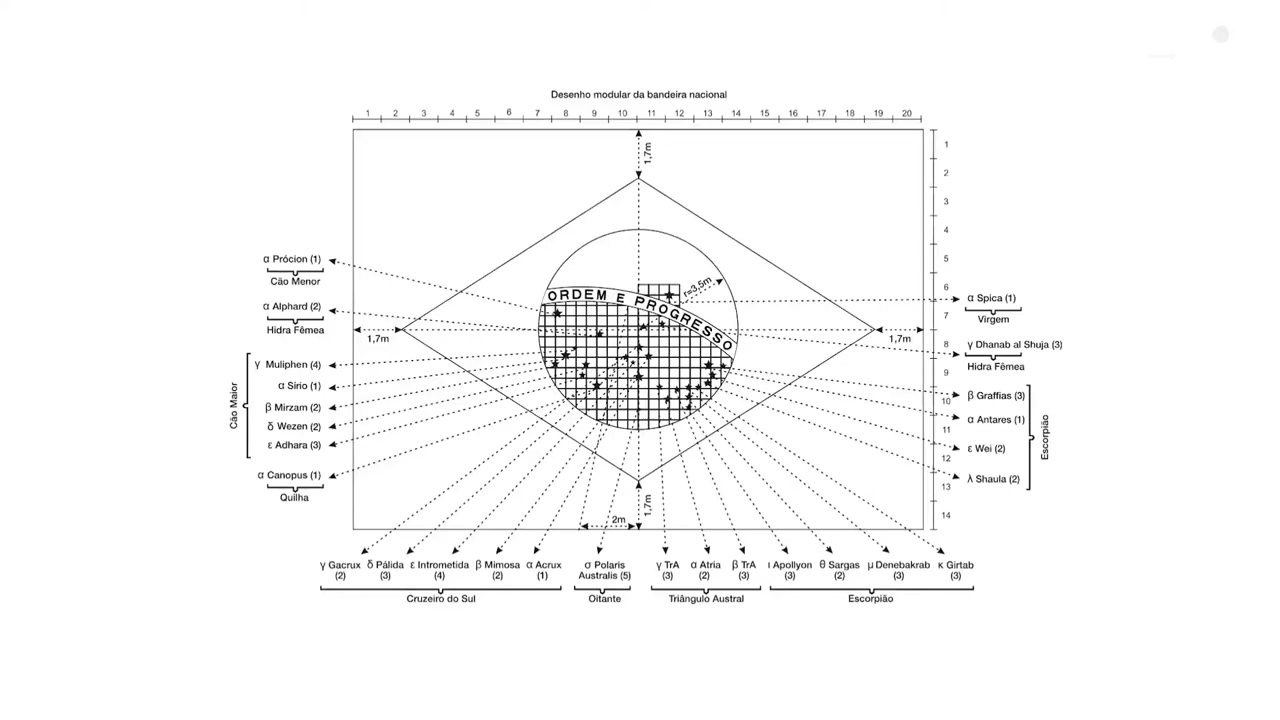 Desenho modular da bandeira nacional
1 2 3 4 5 6 7 8 9 10 11 12 13 14 15 16 17 18 19 20
1
2
3
4
5
6
7
8
9
10
11
12
13
14
1,7m
1,7m
1,7m
1,7m
2m
r=3,5m
ORDEM E PROGRESSO
α Prócion (1)
Cão Menor
α Alphard (2)
Hidra Fêmea
Cão Maior
γ Muliphen (4)
α Sírio (1)
β Mirzam (2)
δ Wezen (2)
ε Adhara (3)
α Canopus (1)
Quilha
α Spica (1)
Virgem
γ Dhanab al Shuja (3)
Hidra Fêmea
β Graffias (3)
α Antares (1)
ε Wei (2)
λ Shaula (2)
Escorpião
γ Gacrux
(2)
δ Pálida
(3)
ε Intrometida
(4)
β Mimosa
(2)
α Acrux
(1)
Cruzeiro do Sul
σ Polaris
Australis (5)
Oitante
γ TrA
(3)
α Atria
(2)
β TrA
(3)
Triângulo Austral
ι Apollyon
(3)
θ Sargas
(2)
μ Denebakrab
(3)
κ Girtab
(3)
Escorpião